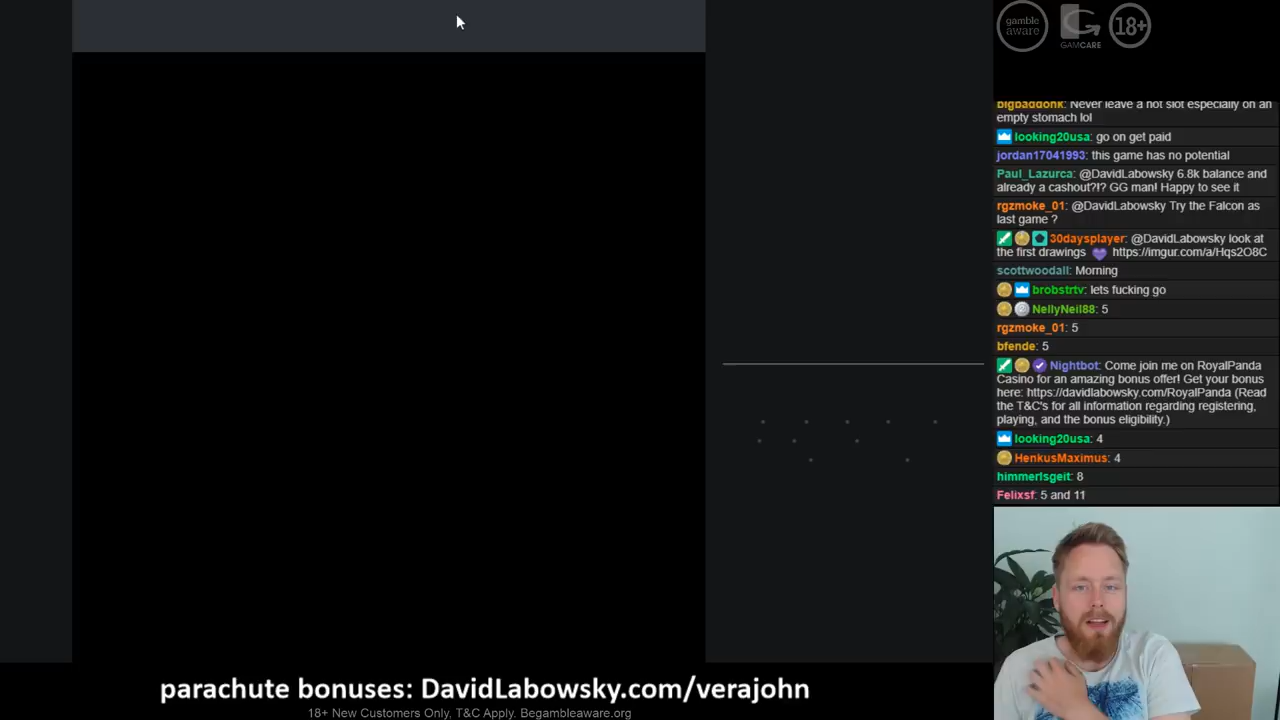 gamble
aware
GAMCARE
18+
bigbaddonk: Never leave a hot slot especially on an
empty stomach lol
looking20usa: go on get paid
jordan17041993: this game has no potential
Paul_Lazurca: @DavidLabowsky 6.8k balance and
already a cashout?!? GG man! Happy to see it
rgzmoke_01: @DavidLabowsky Try the Falcon as
last game ?
30daysplayer: @DavidLabowsky look at
the first drawings https://imgur.com/a/Hqs2O8C
scottwoodall: Morning
brobstrtv: lets fucking go
NellyNeil88: 5
rgzmoke_01: 5
bfende: 5
Nightbot: Come join me on RoyalPanda
Casino for an amazing bonus offer! Get your bonus
here: https://davidlabowsky.com/RoyalPanda (Read
the T&C's for all information regarding registering,
playing, and the bonus eligibility.)
looking20usa: 4
HenkusMaximus: 4
himmerlsgeit: 8
Felixsf: 5 and 11
parachute bonuses: DavidLabowsky.com/verajohn
18+ New Customers Only, T&C Apply. Begambleaware.org